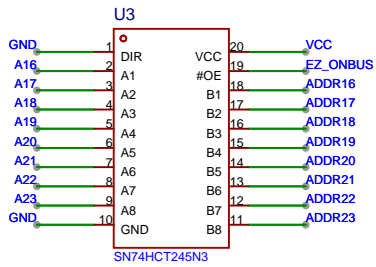 U3
GND 1 DIR VCC 20 VCC
A16 2 A1 #OE 19 EZ_ONBUS
A17 3 A2 B1 18 ADDR16
A18 4 A3 B2 17 ADDR17
A19 5 A4 B3 16 ADDR18
A20 6 A5 B4 15 ADDR19
A21 7 A6 B5 14 ADDR20
A22 8 A7 B6 13 ADDR21
A23 9 A8 B7 12 ADDR22
GND 10 GND B8 11 ADDR23
SN74HCT245N3